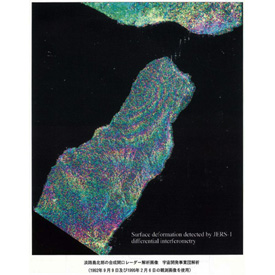 Surface deformation detected by JERS-1
differential interferometry
淡路島北部の合成開口レーダー解析画像 宇宙開発事業団解析
(1992年9月9日及び1995年2月6日の観測画像を使用)